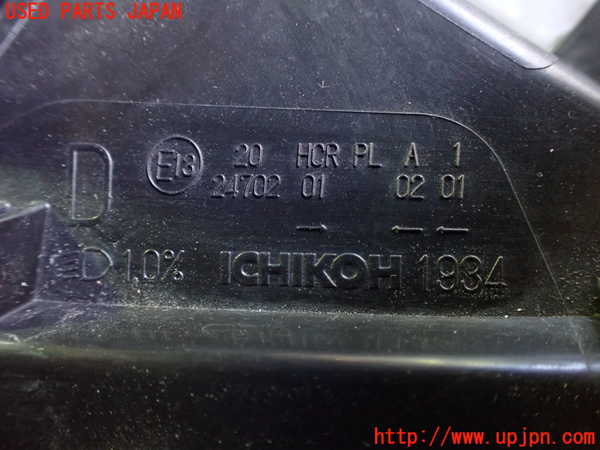 USED PARTS JAPAN
D E13 20 HCR PL A 1
24702 01 02 01
→ ← ←
1.0% ICHIKOH 1934
http://www.upjpn.com/